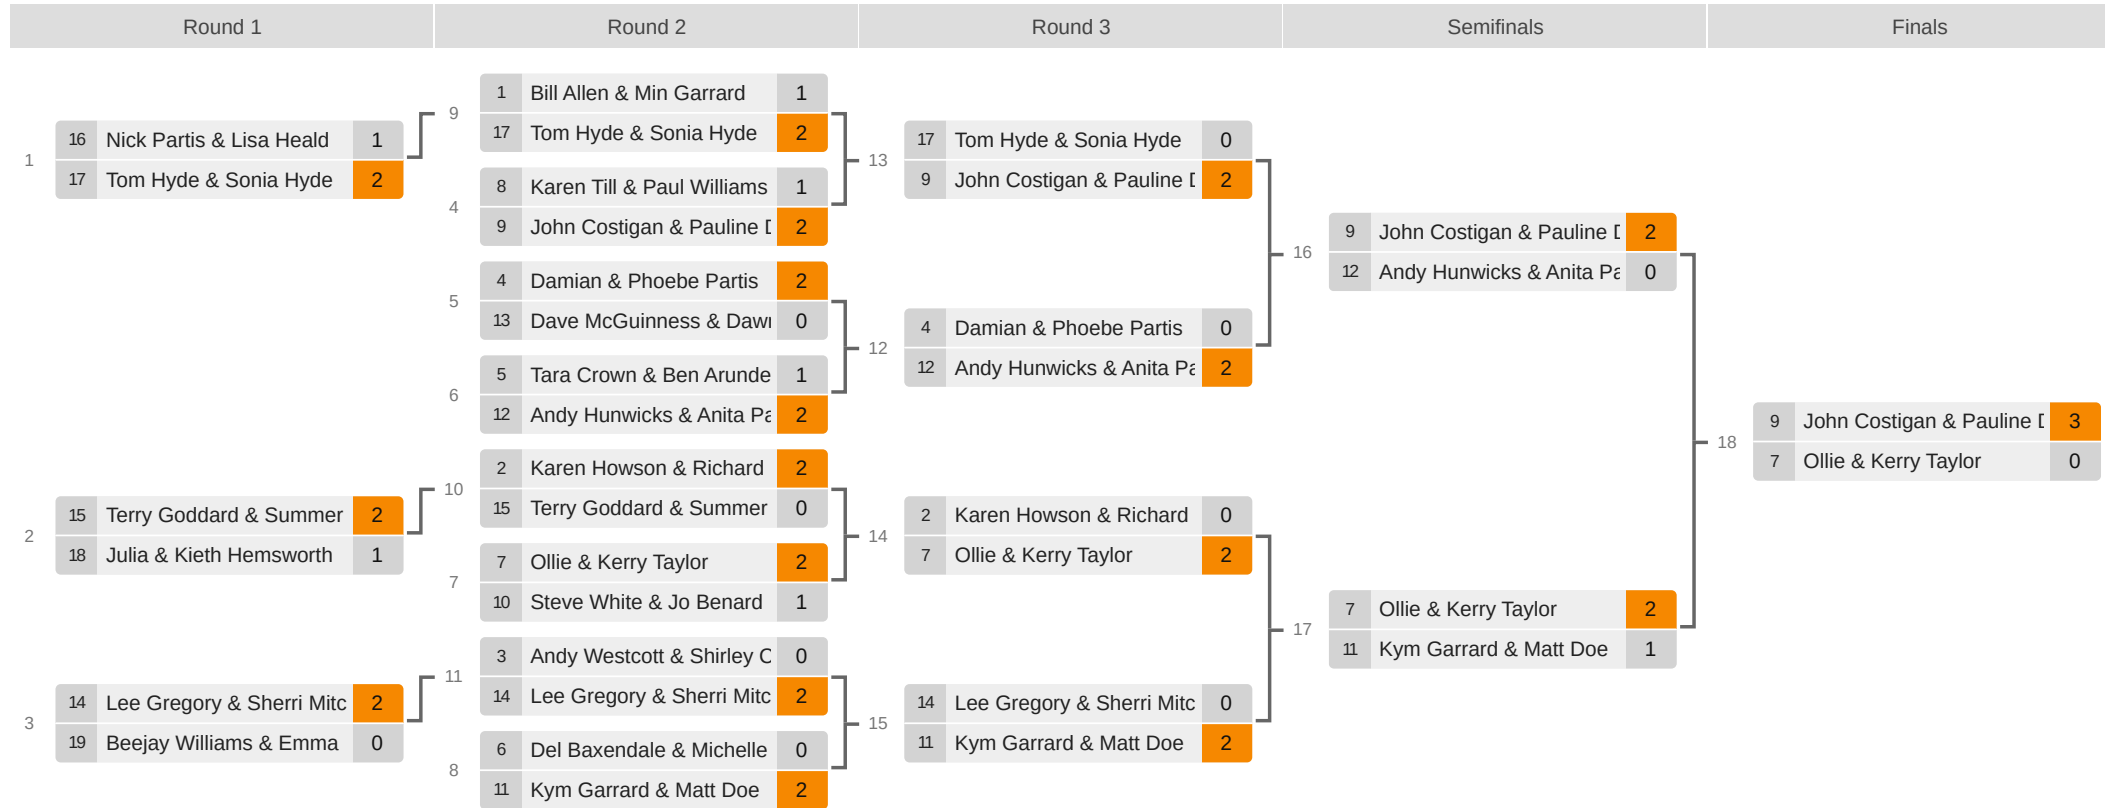 Round 1
Round 2
Round 3
Semifinals
Finals
1
16 Nick Partis & Lisa Heald 1
17 Tom Hyde & Sonia Hyde 2
2
15 Terry Goddard & Summer 2
18 Julia & Kieth Hemsworth 1
3
14 Lee Gregory & Sherri Mitc 2
19 Beejay Williams & Emma 0
9
1 Bill Allen & Min Garrard 1
17 Tom Hyde & Sonia Hyde 2
4
8 Karen Till & Paul Williams 1
9 John Costigan & Pauline 2
5
4 Damian & Phoebe Partis 2
13 Dave McGuinness & Daw 0
6
5 Tara Crown & Ben Arunde 1
12 Andy Hunwicks & Anita Pa 2
10
2 Karen Howson & Richard 2
15 Terry Goddard & Summer 0
7
7 Ollie & Kerry Taylor 2
10 Steve White & Jo Benard 1
11
3 Andy Westcott & Shirley C 0
14 Lee Gregory & Sherri Mitc 2
8
6 Del Baxendale & Michelle 0
11 Kym Garrard & Matt Doe 2
13
17 Tom Hyde & Sonia Hyde 0
9 John Costigan & Pauline 2
12
4 Damian & Phoebe Partis 0
12 Andy Hunwicks & Anita Pa 2
14
2 Karen Howson & Richard 0
7 Ollie & Kerry Taylor 2
15
14 Lee Gregory & Sherri Mitc 0
11 Kym Garrard & Matt Doe 2
16
9 John Costigan & Pauline 2
12 Andy Hunwicks & Anita Pa 0
17
7 Ollie & Kerry Taylor 2
11 Kym Garrard & Matt Doe 1
18
9 John Costigan & Pauline 3
7 Ollie & Kerry Taylor 0